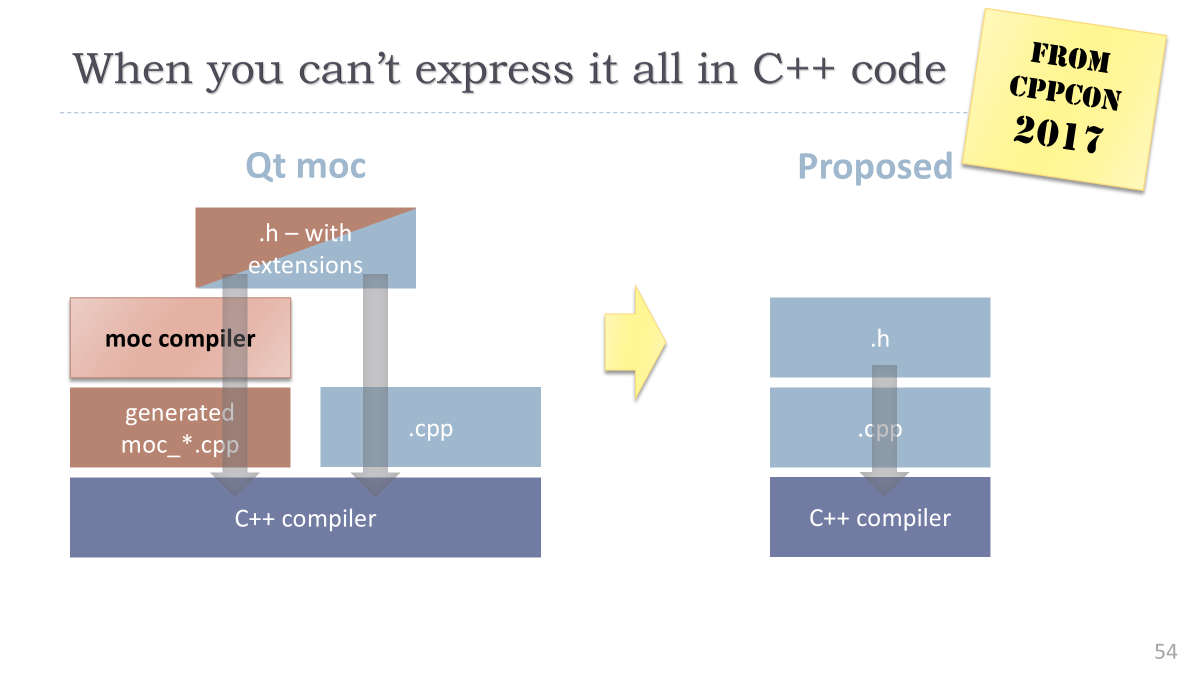 When you can’t express it all in C++ code
FROM
CPPCON
2017
Qt moc
.h – with
extensions
moc compiler
generated
moc_*.cpp
.cpp
C++ compiler
Proposed
.h
.cpp
C++ compiler
54